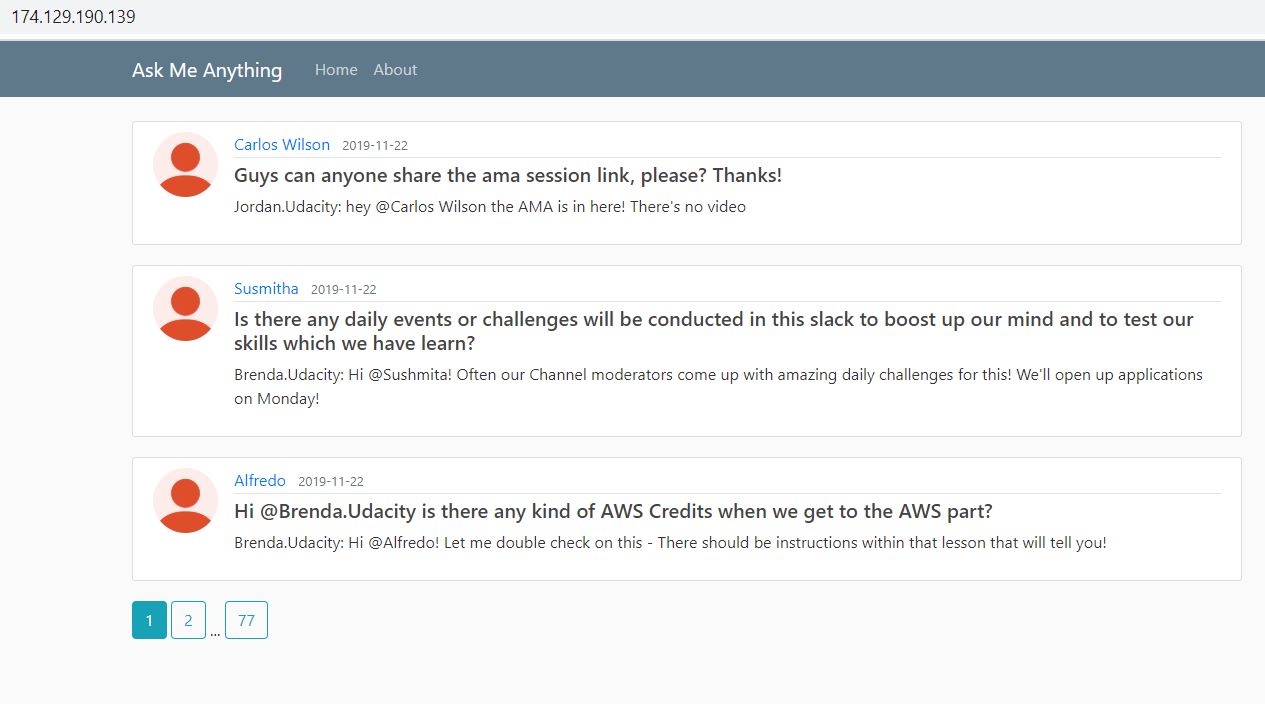 174.129.190.139
Ask Me Anything Home About
Carlos Wilson 2019-11-22
Guys can anyone share the ama session link, please? Thanks!
Jordan.Udacity: hey @Carlos Wilson the AMA is in here! There's no video
Susmitha 2019-11-22
Is there any daily events or challenges will be conducted in this slack to boost up our mind and to test our
skills which we have learn?
Brenda.Udacity: Hi @Sushmita! Often our Channel moderators come up with amazing daily challenges for this! We'll open up applications
on Monday!
Alfredo 2019-11-22
Hi @Brenda.Udacity is there any kind of AWS Credits when we get to the AWS part?
Brenda.Udacity: Hi @Alfredo! Let me double check on this - There should be instructions within that lesson that will tell you!
1 2 ... 77